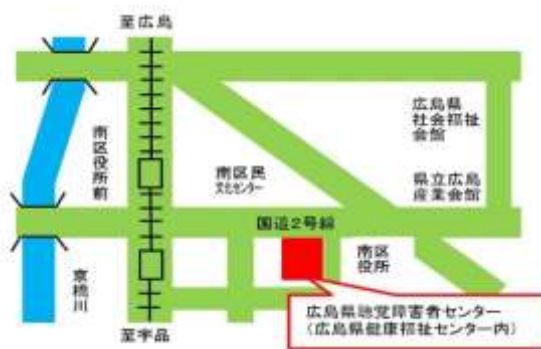 至広島
広島県
社会福祉
会館
南区役所前
南区民
文化センター
県立広島
産業会館
国道2号線
南区
役所
京橋川
広島県聴覚障害者センター
(広島県健康福祉センター内)
至宇品